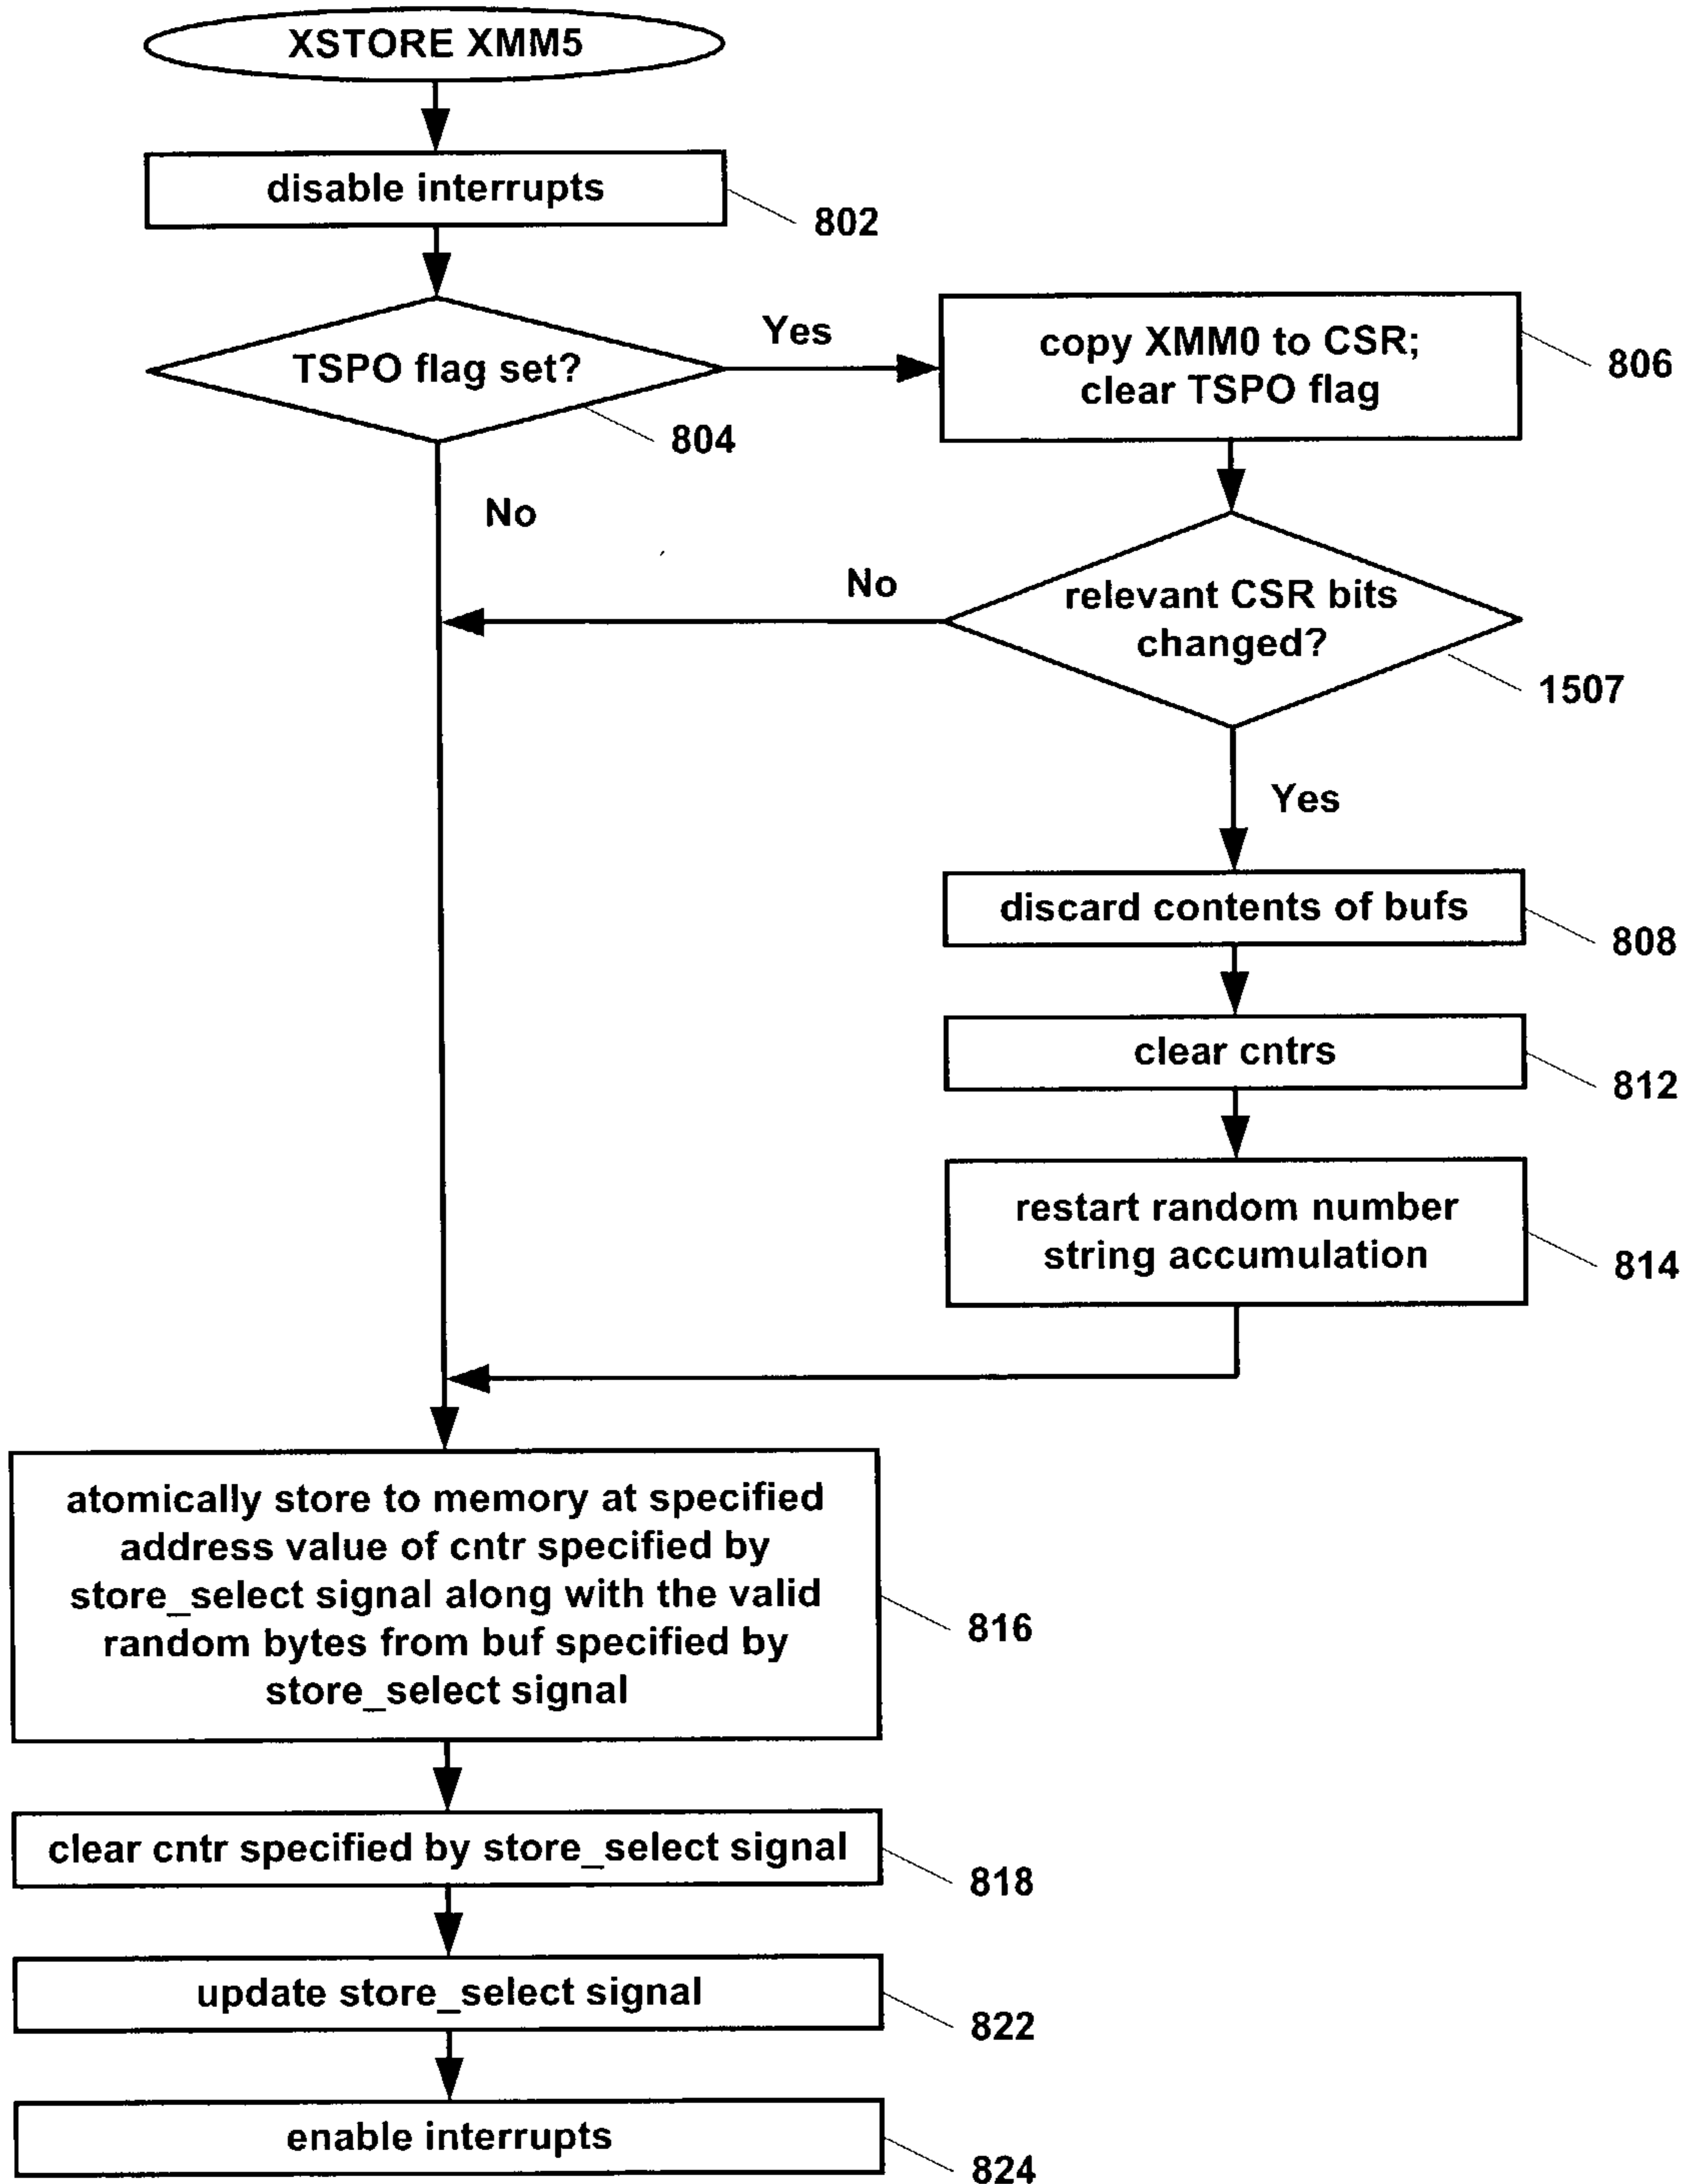 XSTORE XMM5
disable interrupts
802
TSPO flag set?
804
Yes
copy XMM0 to CSR;
clear TSPO flag
806
No
No
relevant CSR bits
changed?
1507
Yes
discard contents of bufs
808
clear cntrs
812
restart random number
string accumulation
814
atomically store to memory at specified
address value of cntr specified by
store_select signal along with the valid
random bytes from buf specified by
store_select signal
816
clear cntr specified by store_select signal
818
update store_select signal
822
enable interrupts
824